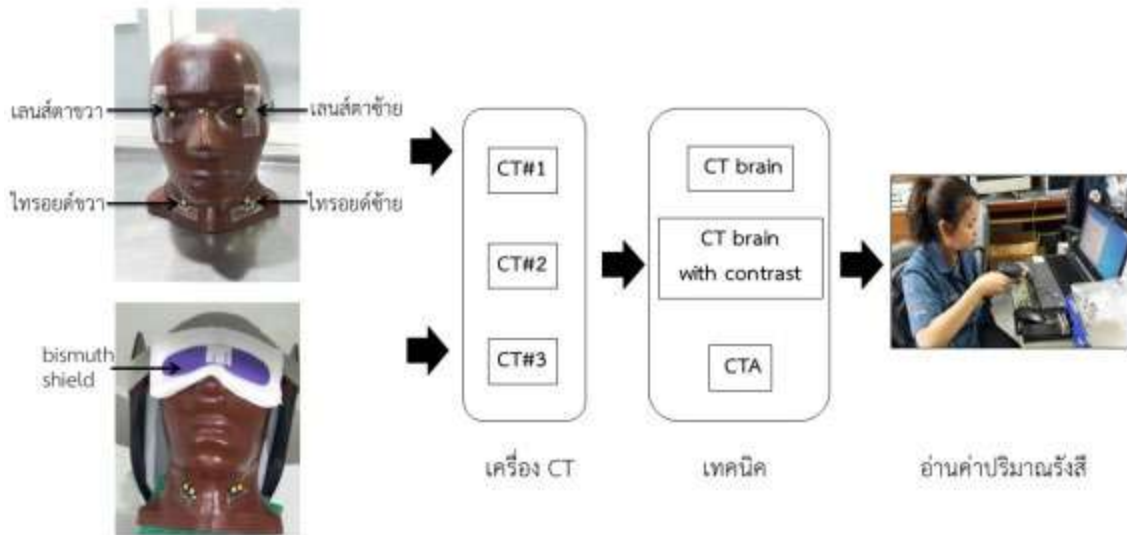 เลนส์ตาขวา
เลนส์ตาซ้าย
ไทรอยด์ขวา
ไทรอยด์ซ้าย
bismuth
shield
CT#1
CT#2
CT#3
เครื่อง CT
CT brain
CT brain
with contrast
CTA
เทคนิค
อ่านค่าปริมาณรังสี